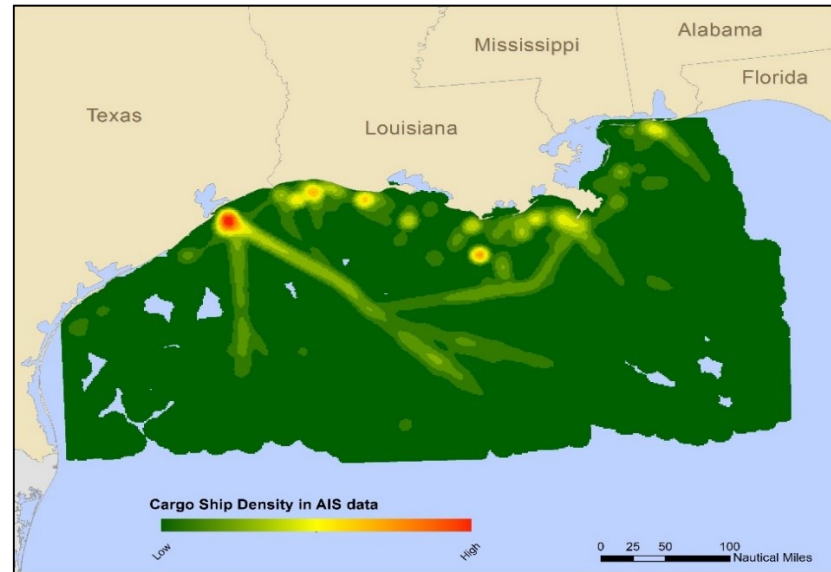 Mississippi
Alabama
Florida
Texas
Louisiana
Cargo Ship Density in AIS data
Low
High
0 25 50 100
Nautical Miles